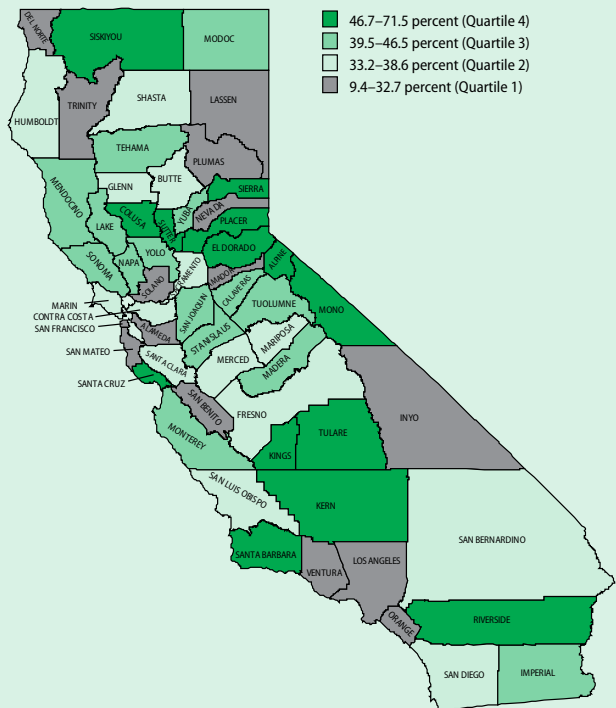 46.7–71.5 percent (Quartile 4)
39.5–46.5 percent (Quartile 3)
33.2–38.6 percent (Quartile 2)
9.4–32.7 percent (Quartile 1)
DEL NORTE
SISKIYOU
MODOC
HUMBOLDT
TRINITY
SHASTA
LASSEN
TEHAMA
PLUMAS
MENDOCINO
GLENN
BUTTE
SIERRA
LAKE
COLUSA
SUTTER
YUBA
NEVADA
PLACER
EL DORADO
SONOMA
NAPA
YOLO
SOLANO
AMADOR
ALPINE
MARIN
CONTRA COSTA
SAN FRANCISCO
SAN MATEO
SANTA CRUZ
ALAMEDA
SANTA CLARA
SAN JOAQUIN
CALAVERAS
TUOLUMNE
MONO
STANISLAUS
MERCED
MARIPOSA
MADERA
SAN BENITO
FRESNO
INYO
MONTEREY
KINGS
TULARE
SAN LUIS OBISPO
KERN
SAN BERNARDINO
SANTA BARBARA
VENTURA
LOS ANGELES
ORANGE
RIVERSIDE
SAN DIEGO
IMPERIAL